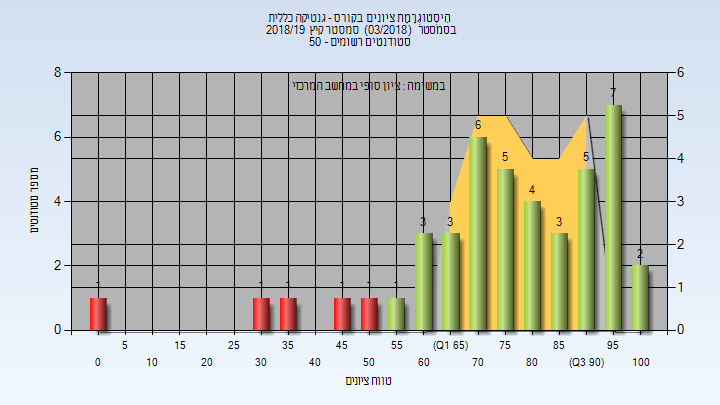 הִיסְטוֹגְרָמַת ציונים בקורס - גנטיקה כללית
בסמסטר (03/2018) סמסטר קיץ 2018/19
סטודנטים רשומים - 50
במשימה : ציון סופי במחשב המרכזי
8 6 4 2 0
מספר סטודנטים
6 5 4 3 2 1 0
1 1 1 1 1 1 3 3 6 5 4 3 5 7 2
5 15 25 35 45 55 (Q1 65) 75 85 95
0 10 20 30 40 50 60 70 80 (Q3 90) 100
טווח ציונים